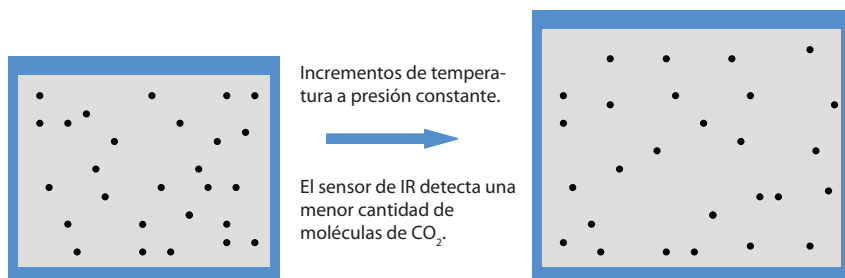 Incrementos de tempera-
tura a presión constante.
El sensor de IR detecta una
menor cantidad de
moléculas de CO₂.